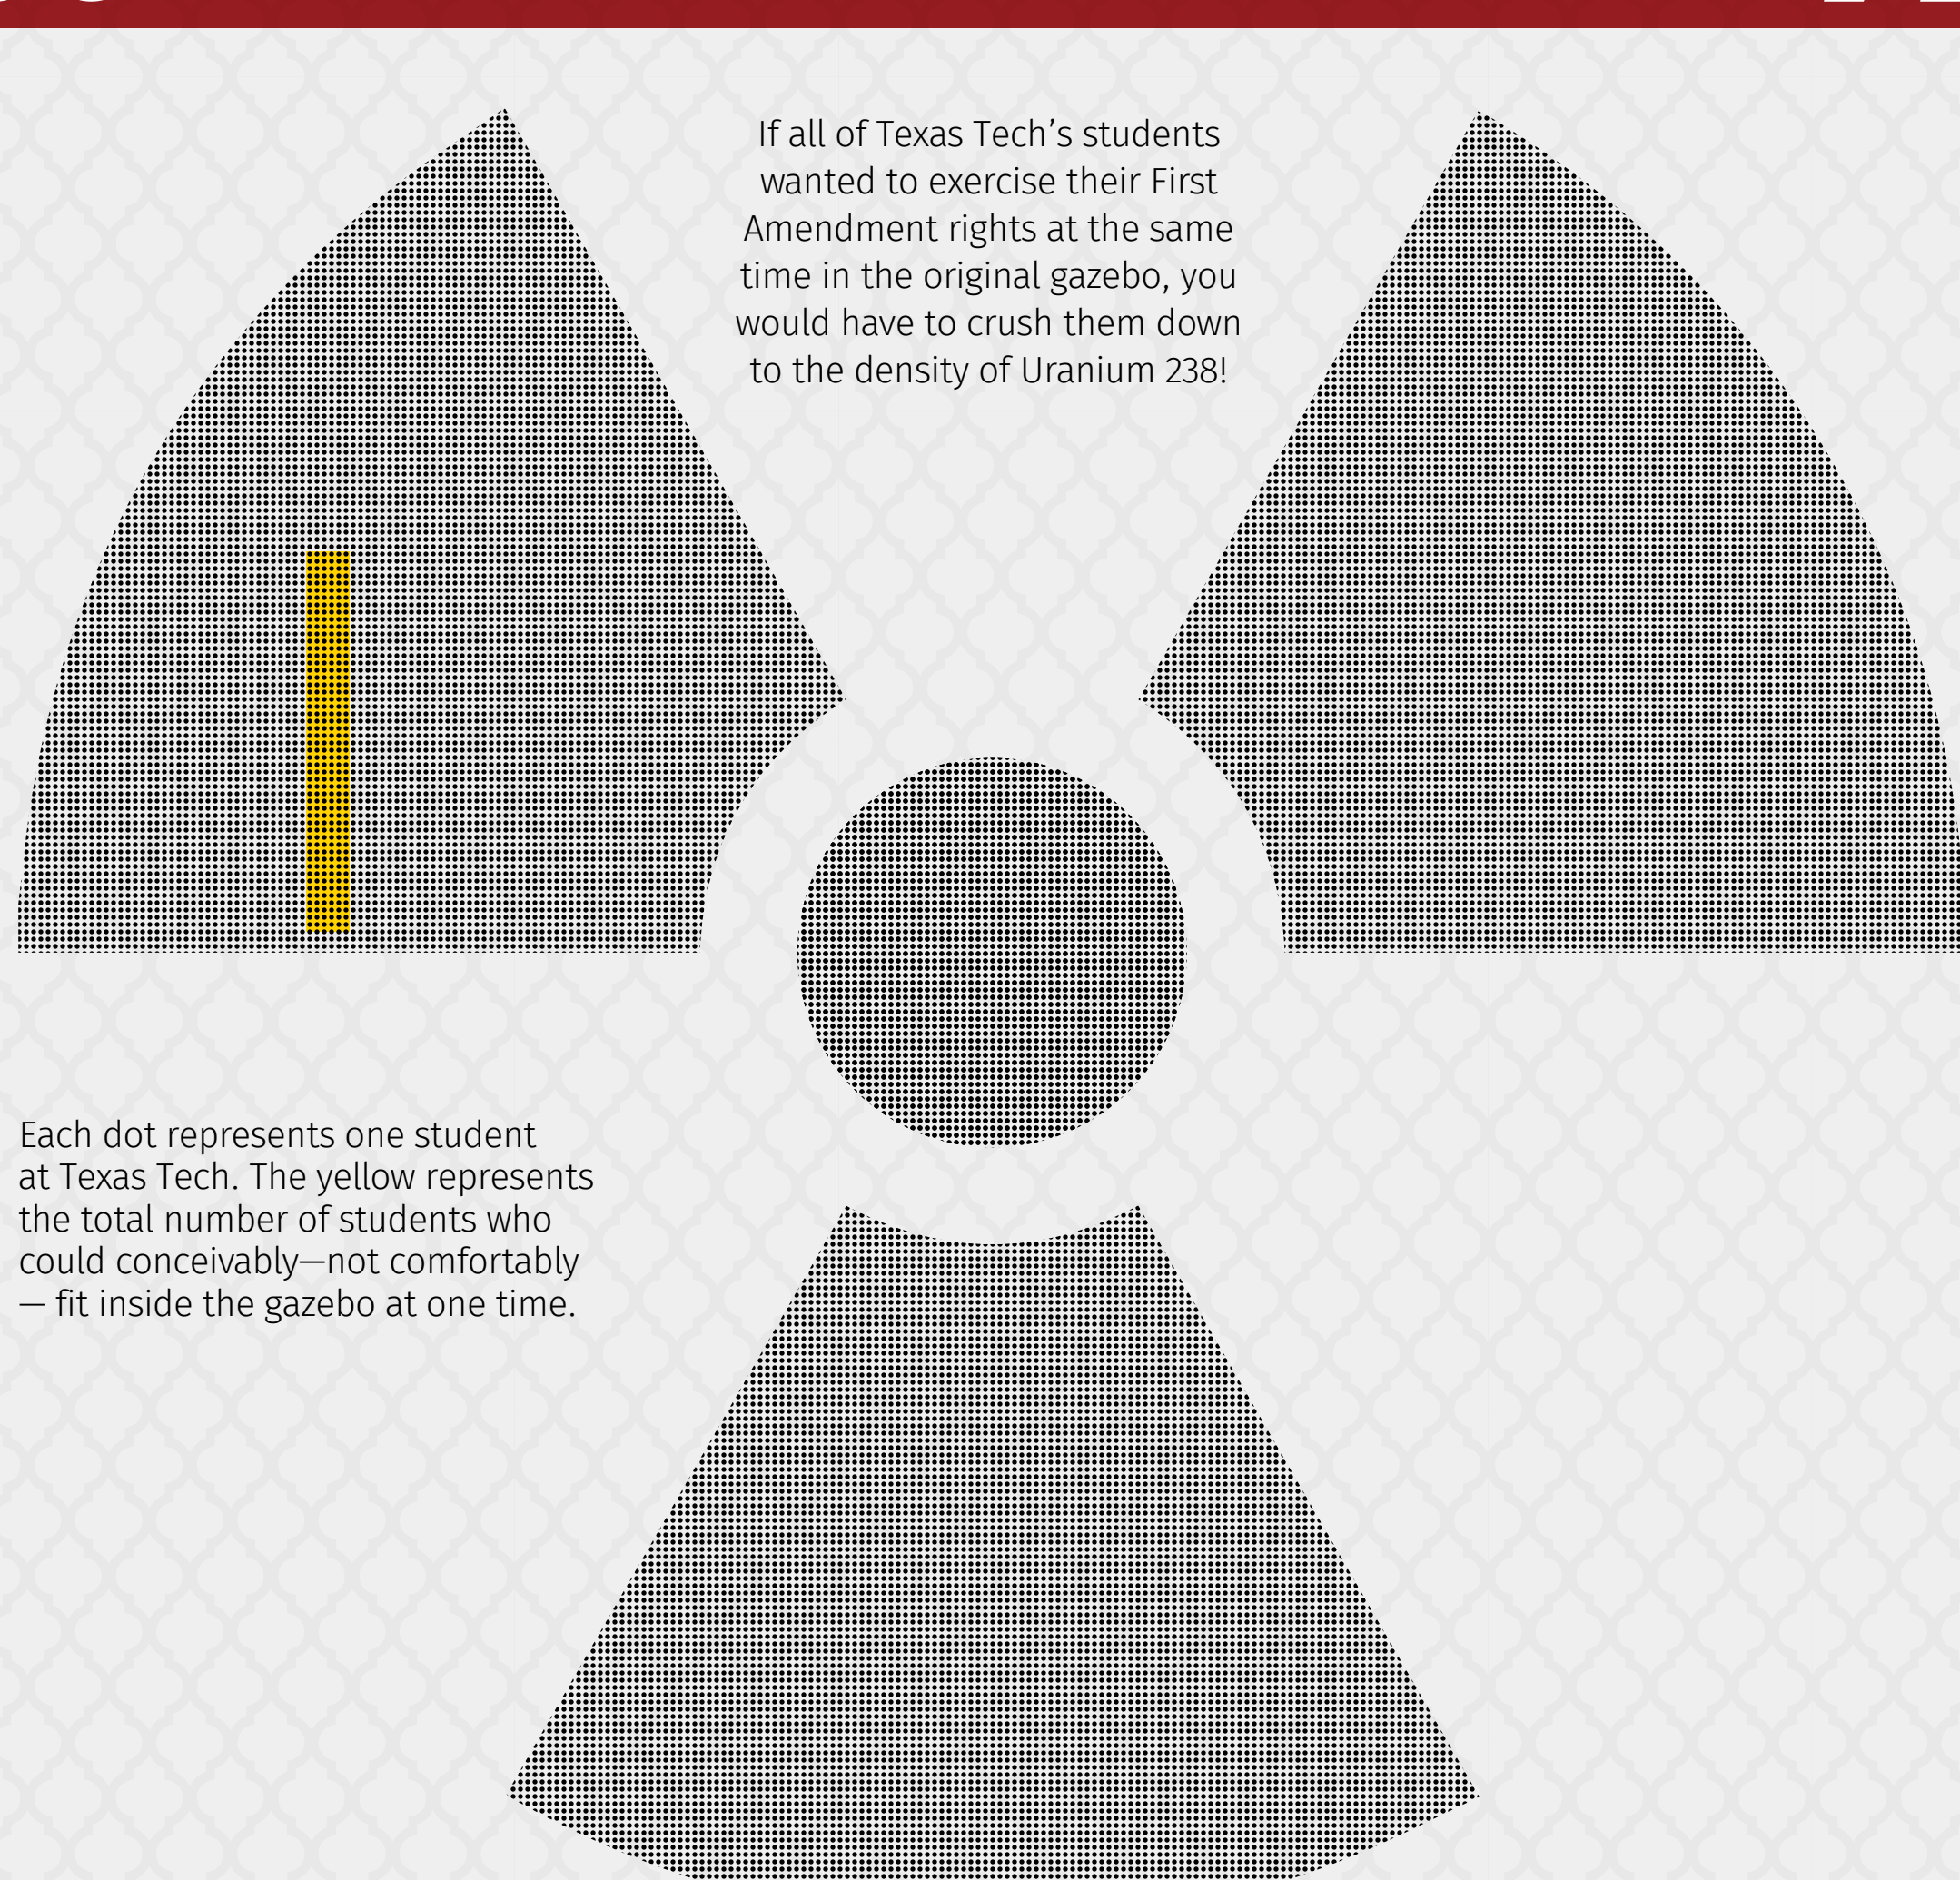 If all of Texas Tech’s students
wanted to exercise their First
Amendment rights at the same
time in the original gazebo, you
would have to crush them down
to the density of Uranium 238!
Each dot represents one student
at Texas Tech. The yellow represents
the total number of students who
could conceivably—not comfortably
— fit inside the gazebo at one time.